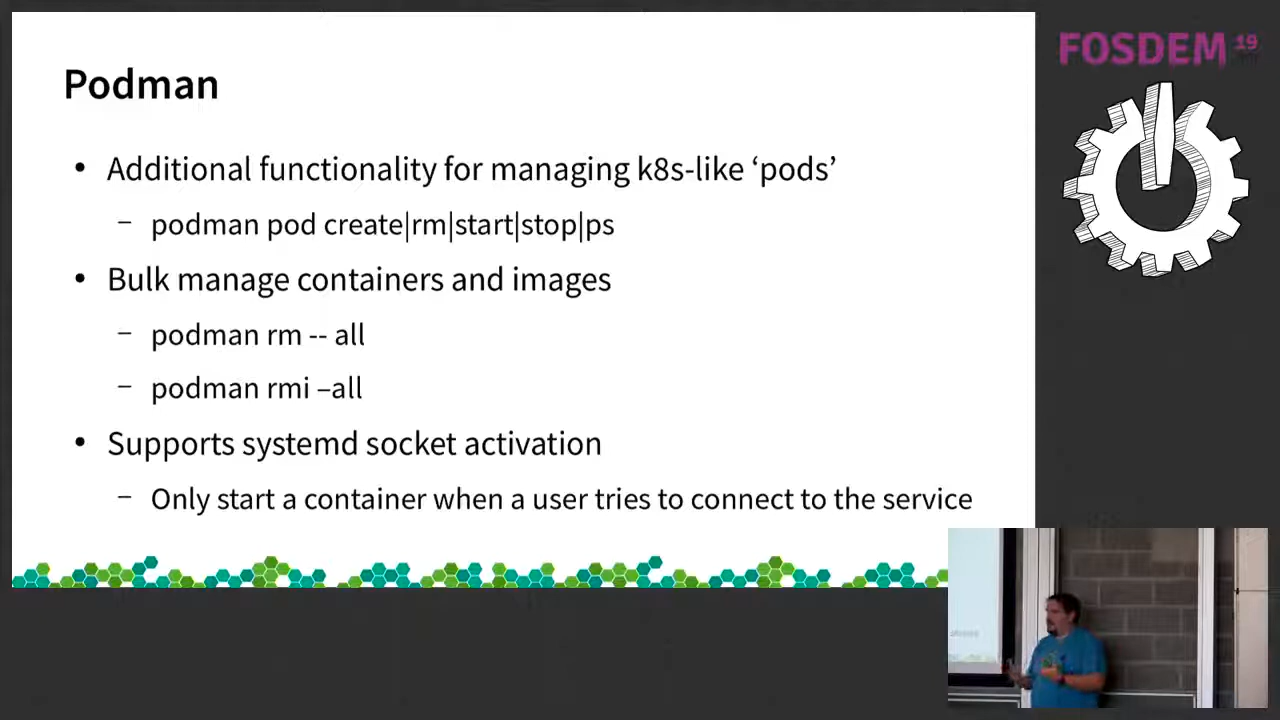 Podman
• Additional functionality for managing k8s-like ‘pods’
– podman pod create|rm|start|stop|ps
• Bulk manage containers and images
– podman rm -- all
– podman rmi –all
• Supports systemd socket activation
– Only start a container when a user tries to connect to the service
FOSDEM 19